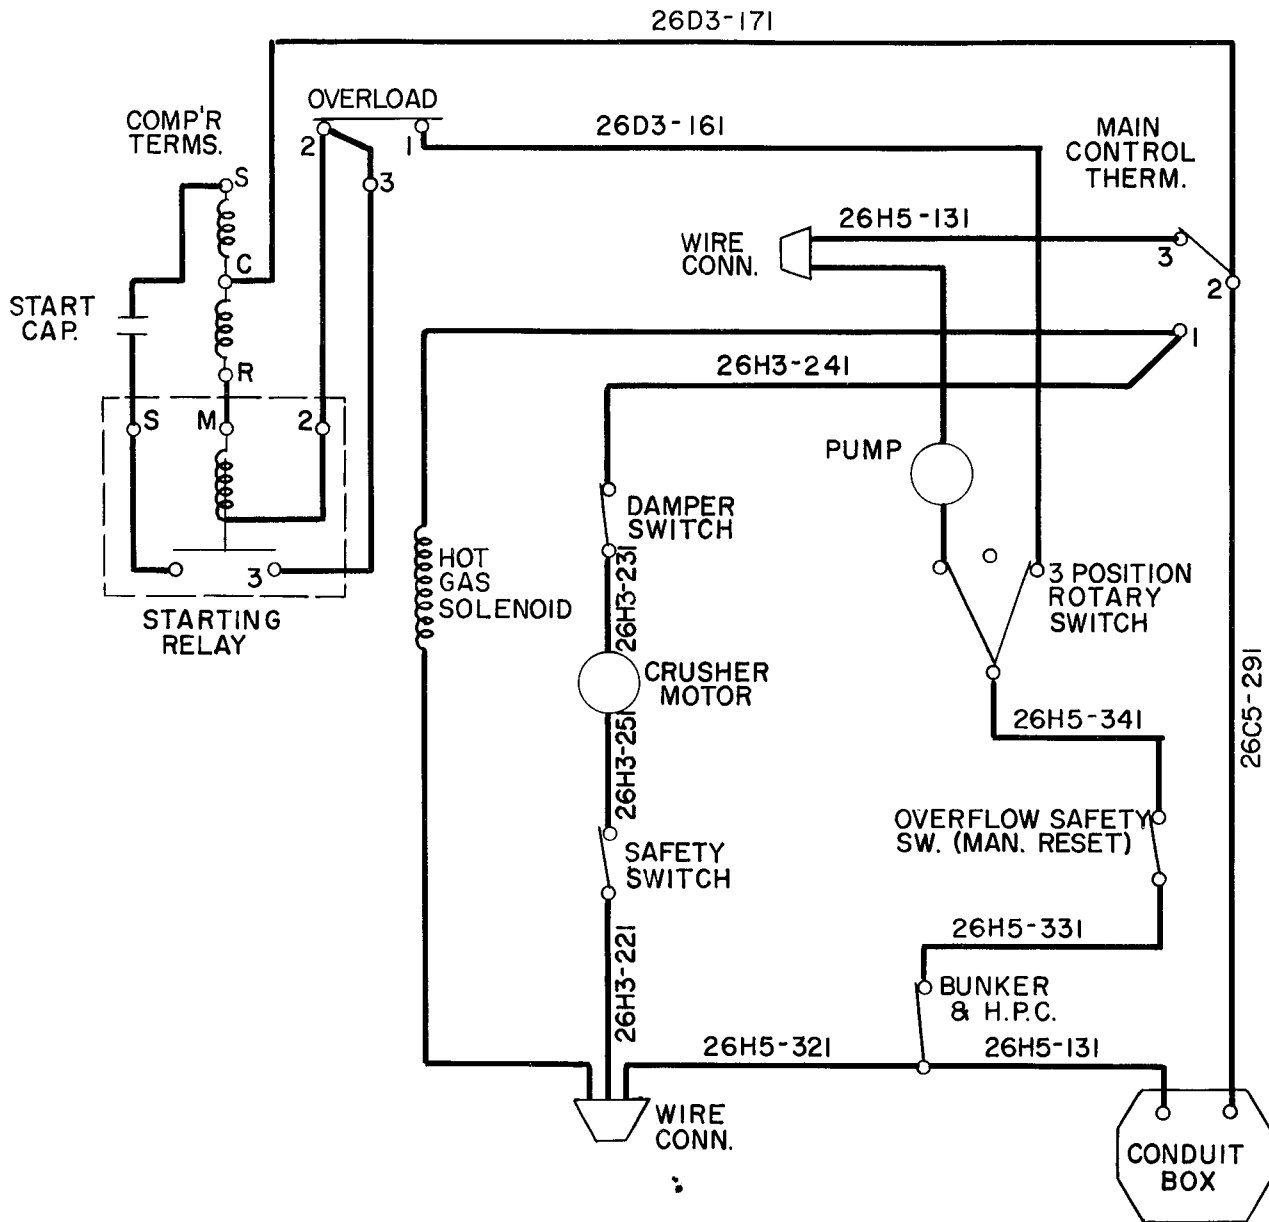 26D3-171
OVERLOAD
COMP'R
TERMS.
2
1
26D3-161
MAIN
CONTROL
THERM.
S
3
26H5-131
WIRE
CONN.
3
C
2
START
CAP.
1
R
26H3-241
S
M
2
PUMP
DAMPER
SWITCH
3
HOT
GAS
SOLENOID
26H3-231
3 POSITION
ROTARY
SWITCH
STARTING
RELAY
CRUSHER
MOTOR
26H5-341
26C5-291
26H3-251
OVERFLOW SAFETY
SW. (MAN. RESET)
SAFETY
SWITCH
26H5-331
26H3-221
BUNKER
& H.P.C.
26H5-321
26H5-131
WIRE
CONN.
CONDUIT
BOX